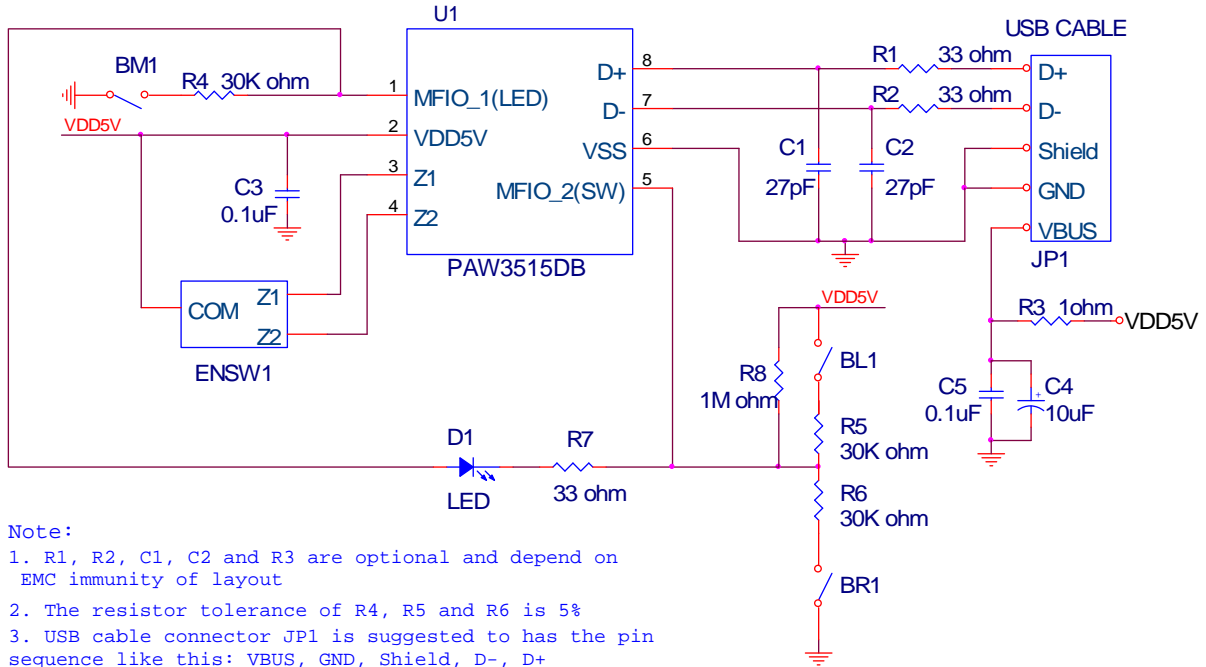 U1
USB CABLE
BM1
R4 30K ohm
8
R1 33 ohm
1
D+
D+
MFIO_1(LED)
7
R2 33 ohm
VDD5V
2
D-
D-
VDD5V
6
C1
C2
VSS
Shield
3
Z1
5
27pF
27pF
C3
MFIO_2(SW)
GND
0.1uF
4
Z2
VBUS
PAW3515DB
JP1
COM
Z1
Z2
VDD5V
R3 1ohm
VDD5V
ENSW1
BL1
R8
1M ohm
C5
C4
0.1uF
+
10uF
D1
R7
R5
30K ohm
LED
33 ohm
R6
30K ohm
BR1
Note:
1. R1, R2, C1, C2 and R3 are optional and depend on
EMC immunity of layout
2. The resistor tolerance of R4, R5 and R6 is 5%
3. USB cable connector JP1 is suggested to has the pin
sequence like this: VBUS, GND, Shield, D-, D+